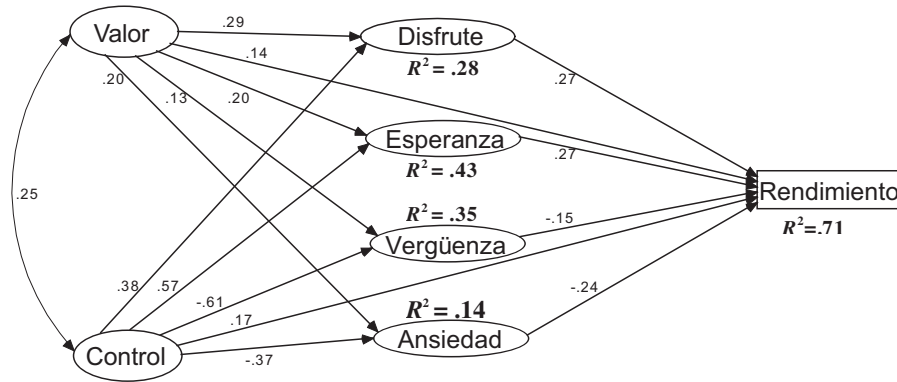 Valor
.29
Disfrute
R² = .28
.14
.20
.13
.20
.27
Esperanza
R² = .43
.27
.25
Rendimiento
R²=.71
R² = .35
Vergüenza
-.15
.38
.57
-.61
.17
R² = .14
Ansiedad
-.24
Control
-.37